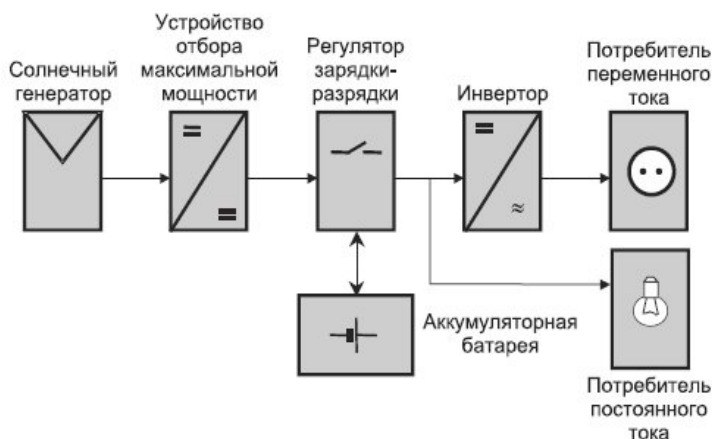 Солнечный
генератор
Устройство
отбора
максимальной
мощности
Регулятор
зарядки-
разрядки
Инвертор
Потребитель
переменного
тока
Аккумуляторная
батарея
Потребитель
постоянного
тока